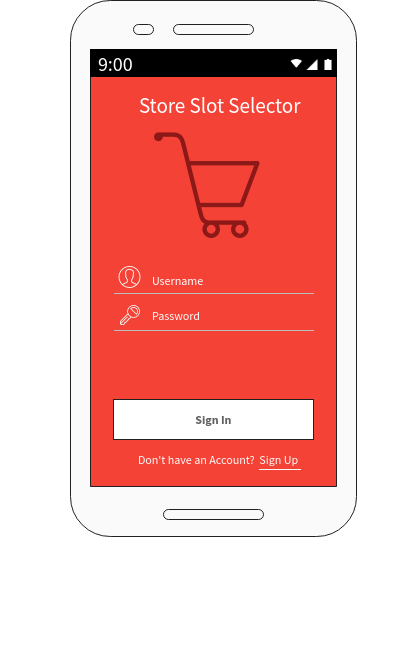 9:00
Store Slot Selector
Username
Password
Sign In
Don't have an Account? Sign Up